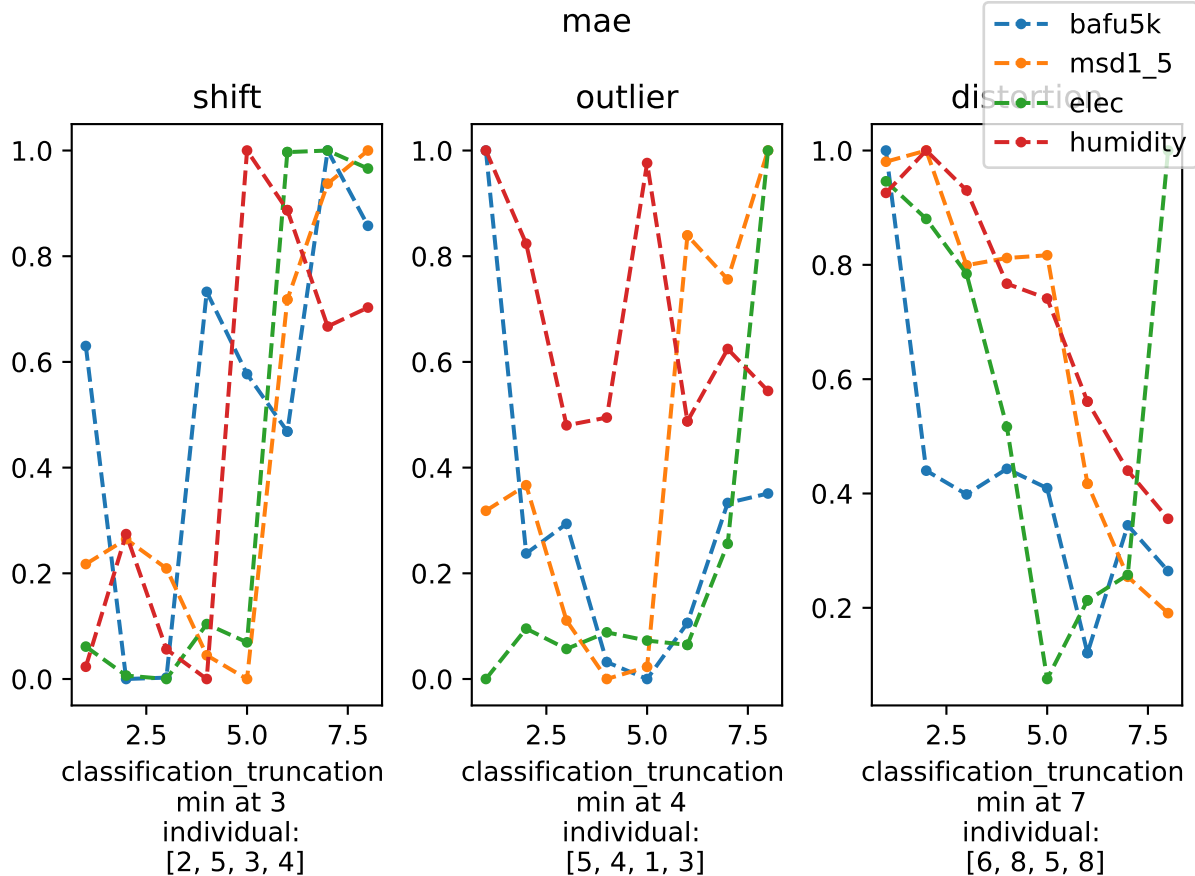 mae
bafu5k
msd1_5
elec
humidity
shift
outlier
distortion
1.0
0.8
0.6
0.4
0.2
0.0
2.5 5.0 7.5
classification_truncation
min at 3
individual:
[2, 5, 3, 4]
1.0
0.8
0.6
0.4
0.2
0.0
2.5 5.0 7.5
classification_truncation
min at 4
individual:
[5, 4, 1, 3]
1.0
0.8
0.6
0.4
0.2
2.5 5.0 7.5
classification_truncation
min at 7
individual:
[6, 8, 5, 8]